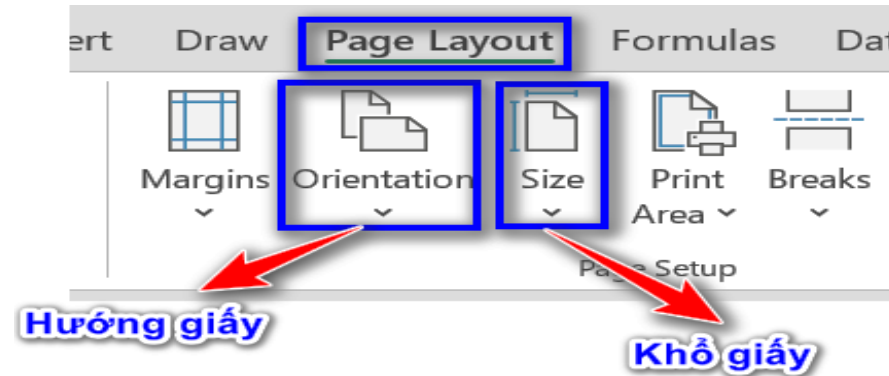 ert Draw Page Layout Formulas Dat
Margins Orientation Size Print Breaks
Area
Page Setup
Hướng giấy
Khổ giấy